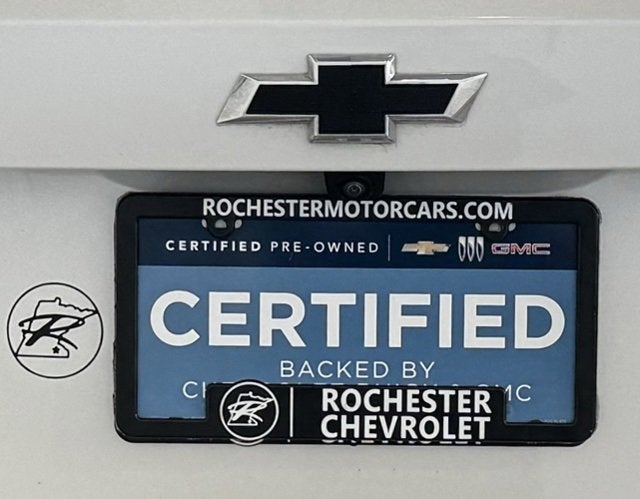 ROCHESTERMOTORCARS.COM
CERTIFIED PRE-OWNED GMC
CERTIFIED
BACKED BY
ROCHESTER
CHEVROLET